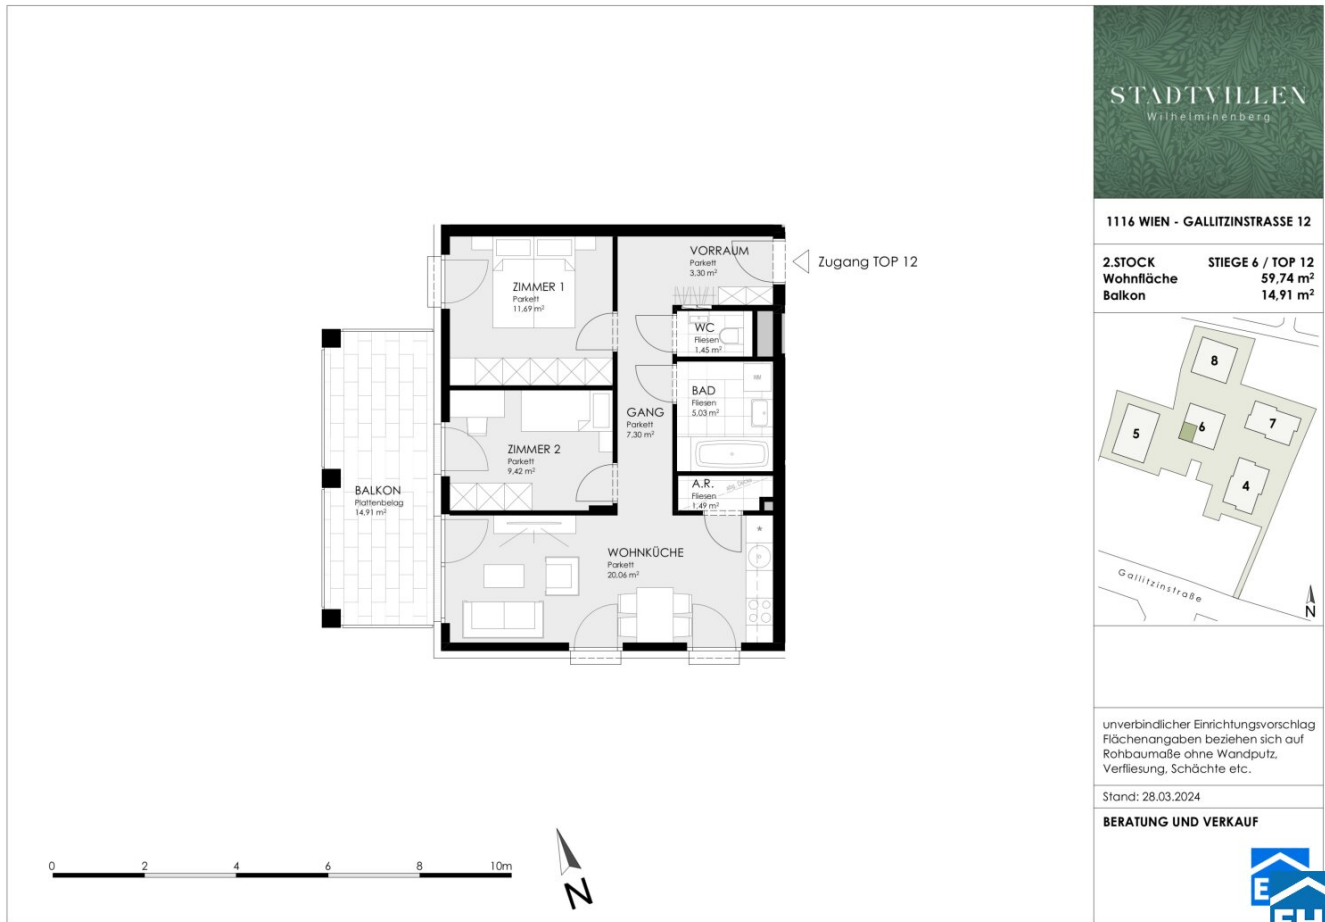 VORRAUM
Parkett
3,30 m²
Zugang TOP 12
ZIMMER 1
Parkett
11,69 m²
WC
Fliesen
1,45 m²
BAD
Fliesen
5,03 m²
WM
GANG
Parkett
7,30 m²
ZIMMER 2
Parkett
9,42 m²
A.R.
Fliesen
1,49 m²
BALKON
Plattenbelag
14,91 m²
WOHNKÜCHE
Parkett
20,06 m²
*
0 2 4 6 8 10m
N
STADTVILLEN
Wilhelminenberg
1116 WIEN - GALLITZINSTRASSE 12
2.STOCK STIEGE 6 / TOP 12
Wohnfläche 59,74 m²
Balkon 14,91 m²
8
7
6
5
4
Gallitzinstraße
N
unverbindlicher Einrichtungsvorschlag
Flächenangaben beziehen sich auf
Rohbaumaße ohne Wandputz,
Verfliesung, Schächte etc.
Stand: 28.03.2024
BERATUNG UND VERKAUF
E
EH